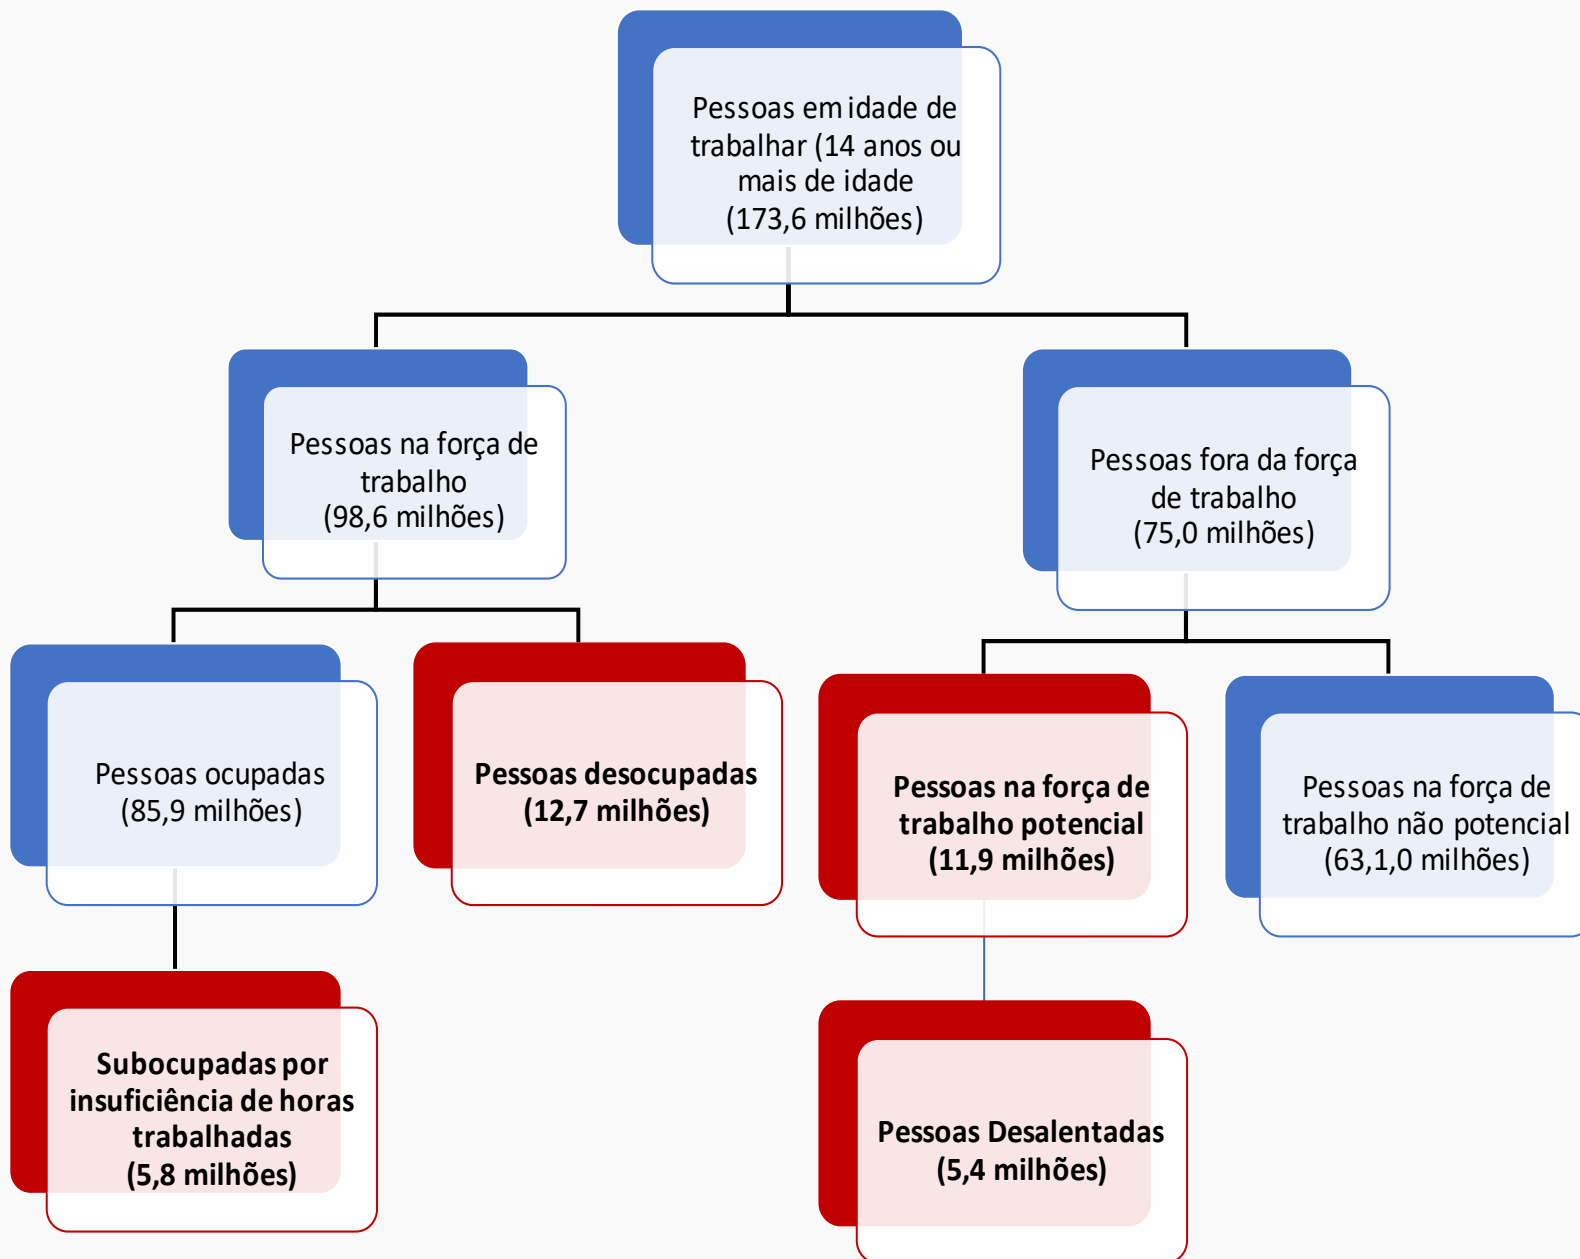 Pessoas em idade de
trabalhar (14 anos ou
mais de idade
(173,6 milhões)
Pessoas na força de
trabalho
(98,6 milhões)
Pessoas fora da força
de trabalho
(75,0 milhões)
Pessoas ocupadas
(85,9 milhões)
Pessoas desocupadas
(12,7 milhões)
Pessoas na força de
trabalho potencial
(11,9 milhões)
Pessoas na força de
trabalho não potencial
(63,1,0 milhões)
Subocupadas por
insuficiência de horas
trabalhadas
(5,8 milhões)
Pessoas Desalentadas
(5,4 milhões)